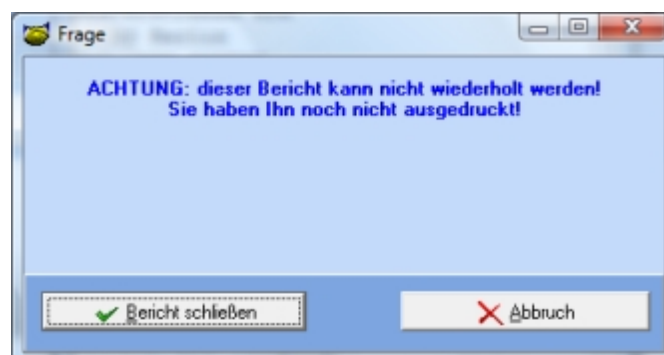 Frage
ACHTUNG: dieser Bericht kann nicht wiederholt werden!
Sie haben Ihn noch nicht ausgedruckt!
Bericht schließen
Abbruch